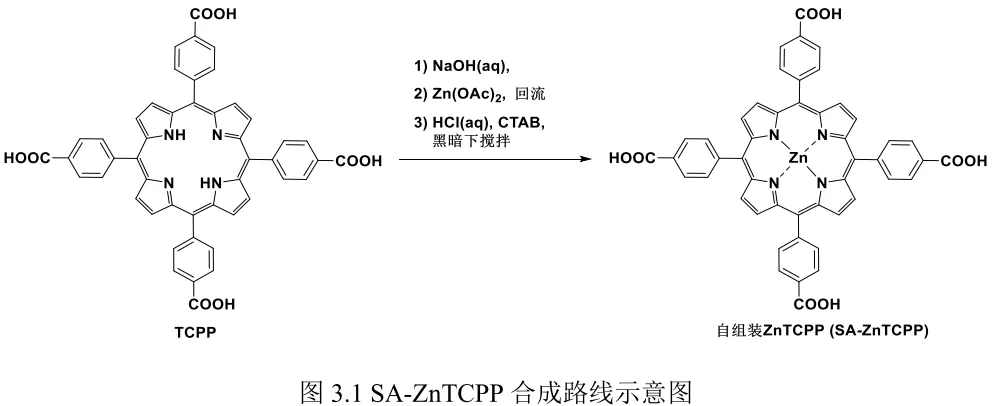 COOH
1) NaOH(aq),
2) Zn(OAc)₂, 回流
3) HCl(aq), CTAB,
黑暗下搅拌
NH
N
HOOC
COOH
N
HN
COOH
TCPP
COOH
N
N
Zn
HOOC
COOH
N
N
COOH
自组装ZnTCPP (SA-ZnTCPP)
图 3.1 SA-ZnTCPP 合成路线示意图